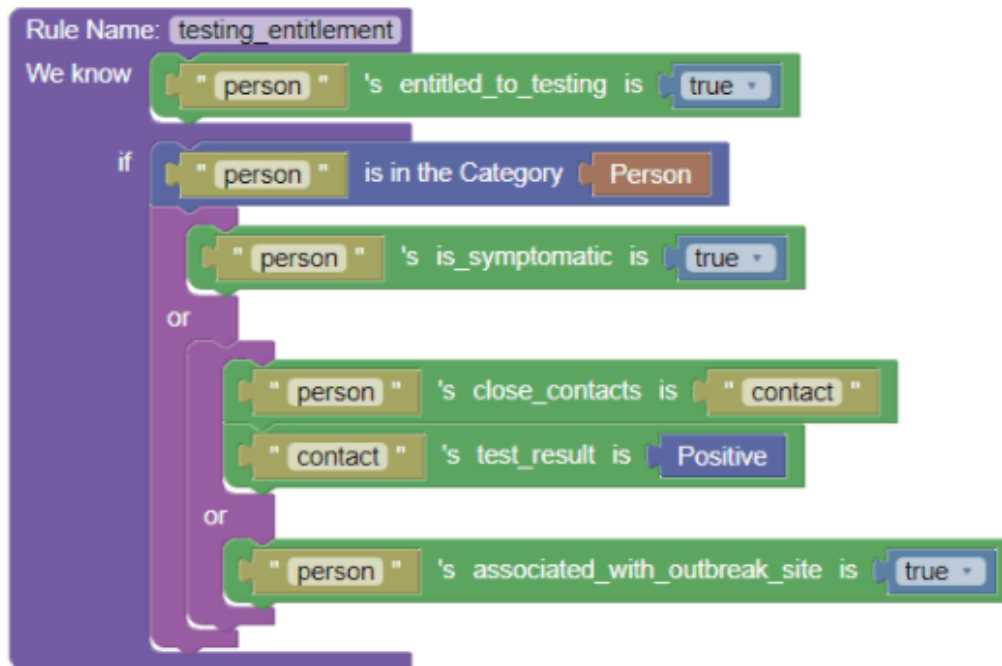 Rule Name: testing_entitlement
We know " person " 's entitled_to_testing is true
if " person " is in the Category Person
" person " 's is_symptomatic is true
or
" person " 's close_contacts is " contact "
" contact " 's test_result is Positive
or
" person " 's associated_with_outbreak_site is true